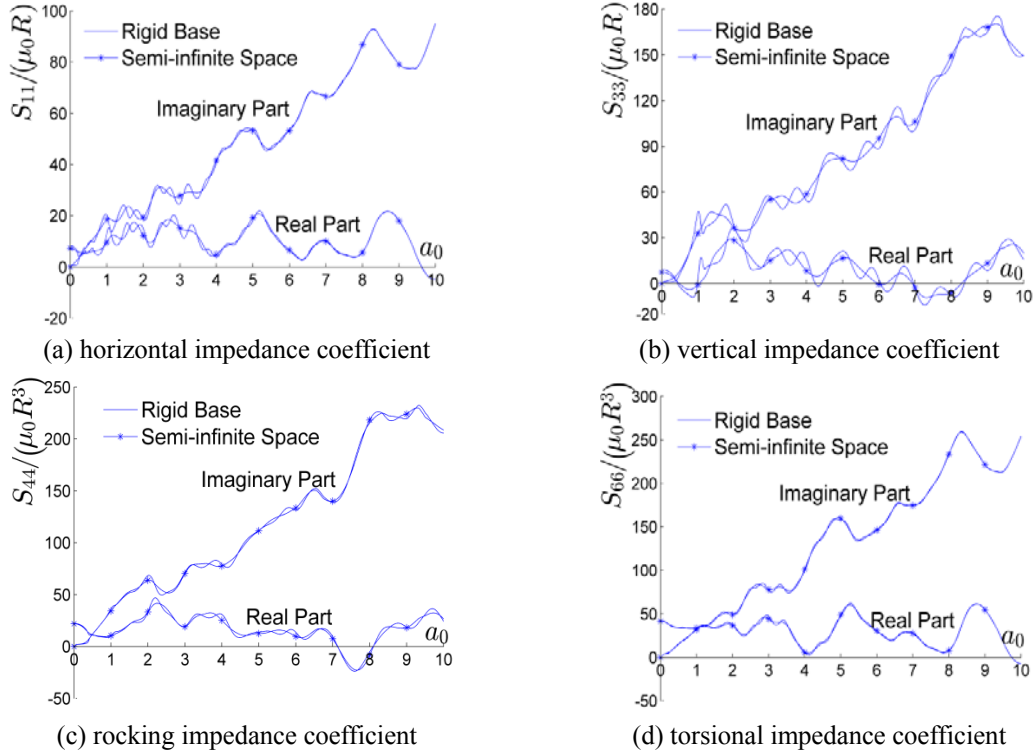 S₁₁/(μ₀R)
100
80
60
40
20
0
-20
Rigid Base
Semi-infinite Space
Imaginary Part
Real Part
a₀
0 1 2 3 4 5 6 7 8 9 10
(a) horizontal impedance coefficient
S₃₃/(μ₀R)
180
150
120
90
60
30
0
-20
Rigid Base
Semi-infinite Space
Imaginary Part
Real Part
a₀
0 1 2 3 4 5 6 7 8 9 10
(b) vertical impedance coefficient
S₄₄/(μ₀R³)
250
200
150
100
50
0
-50
Rigid Base
Semi-infinite Space
Imaginary Part
Real Part
a₀
0 1 2 3 4 5 6 7 8 9 10
(c) rocking impedance coefficient
S₆₆/(μ₀R³)
300
250
200
150
100
50
0
-50
Rigid Base
Semi-infinite Space
Imaginary Part
Real Part
a₀
0 1 2 3 4 5 6 7 8 9 10
(d) torsional impedance coefficient